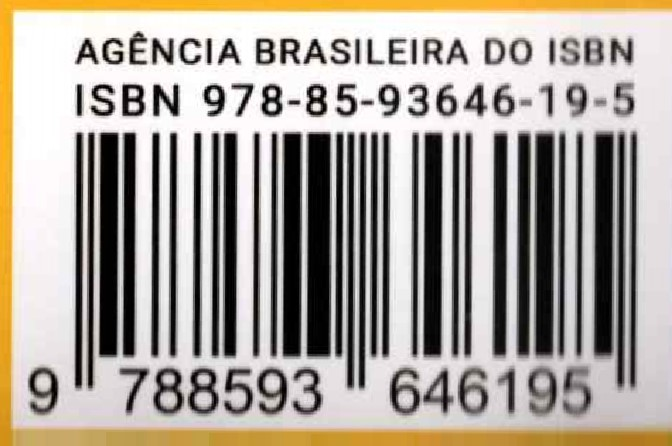 AGÊNCIA BRASILEIRA DO ISBN
ISBN 978-85-93646-19-5
9 788593 646195